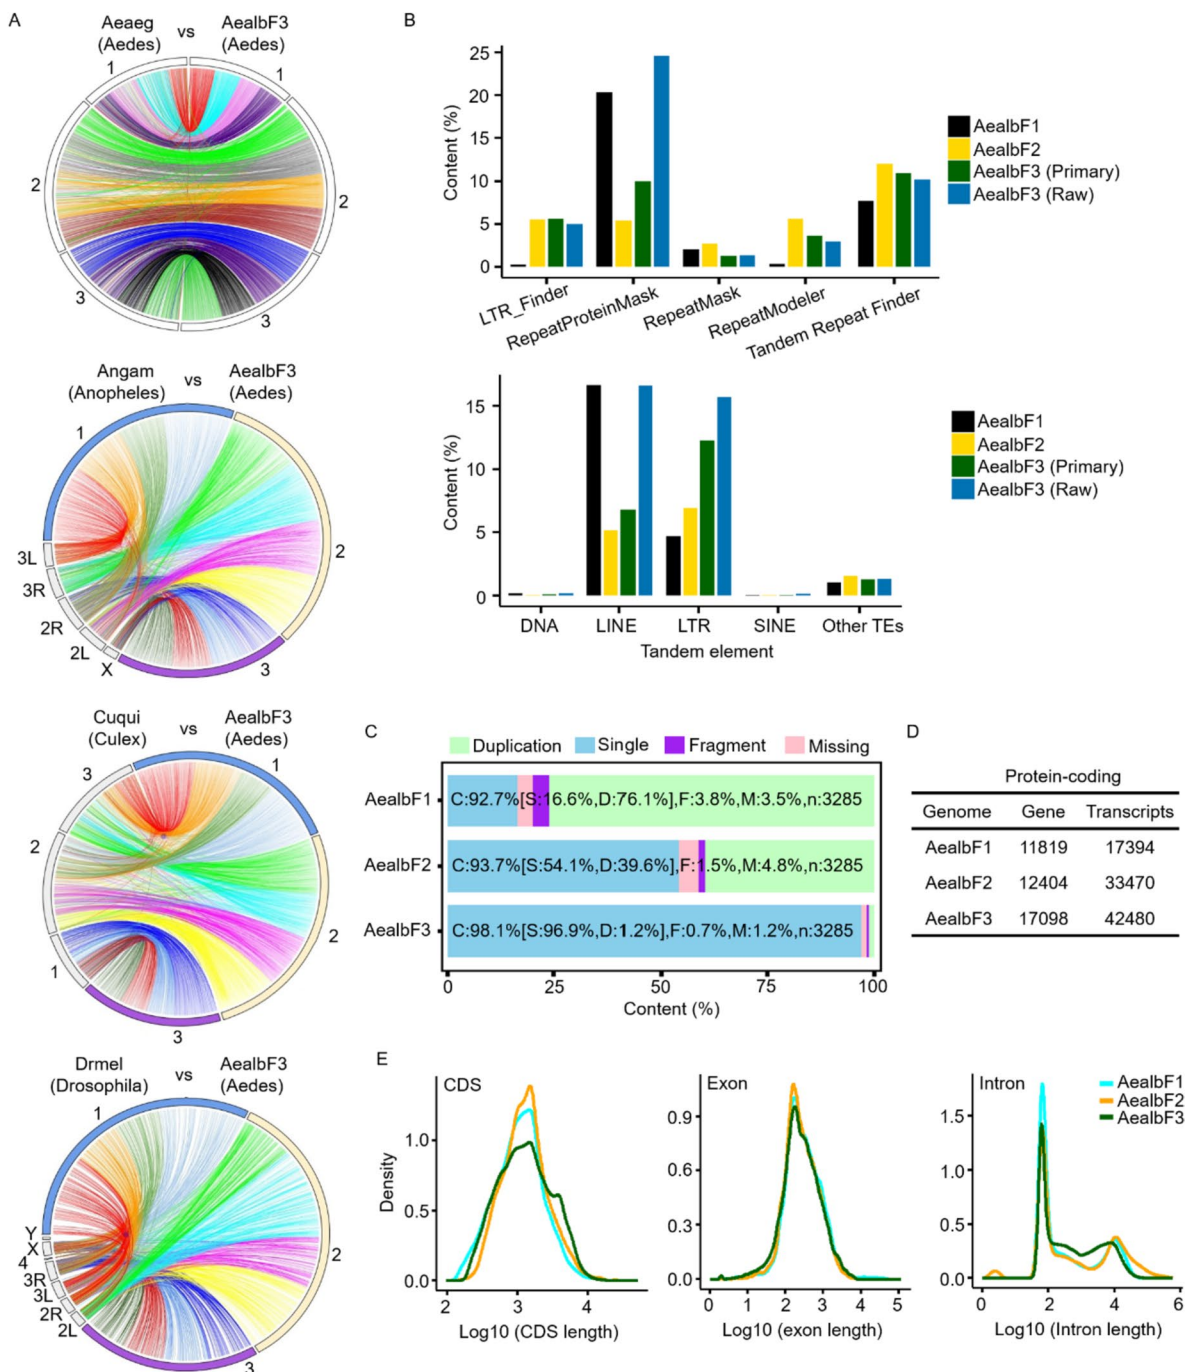 A
Aeaeg vs AealbF3
(Aedes) (Aedes)
1 1
2 2
3 3
Angam vs AealbF3
(Anopheles) (Aedes)
1
3L
3R
2R
2L
X
2
3
Cuqui vs AealbF3
(Culex) (Aedes)
3 1
2
2
1
3
Drmel vs AealbF3
(Drosophila) (Aedes)
1
Y
X
4
3R
3L
2R
2L
2
3
B
Content (%)
25
20
15
10
5
0
LTR_Finder
RepeatProteinMask
RepeatMask
RepeatModeler
Tandem Repeat Finder
AealbF1
AealbF2
AealbF3 (Primary)
AealbF3 (Raw)
Content (%)
15
10
5
0
DNA LINE LTR SINE Other TEs
Tandem element
AealbF1
AealbF2
AealbF3 (Primary)
AealbF3 (Raw)
C
Duplication Single Fragment Missing
AealbF1 C:92.7%[S:16.6%,D:76.1%],F:3.8%,M:3.5%,n:3285
AealbF2 C:93.7%[S:54.1%,D:39.6%],F:1.5%,M:4.8%,n:3285
AealbF3 C:98.1%[S:96.9%,D:1.2%],F:0.7%,M:1.2%,n:3285
0 25 50 75 100
Content (%)
D
Protein-coding
Genome Gene Transcripts
AealbF1 11819 17394
AealbF2 12404 33470
AealbF3 17098 42480
E
CDS
Density
1.0
0.5
0.0
2 3 4
Log10 (CDS length)
Exon
0.9
0.6
0.3
0.0
0 1 2 3 4 5
Log10 (exon length)
Intron
1.5
1.0
0.5
0.0
0 2 4 6
Log10 (Intron length)
AealbF1
AealbF2
AealbF3